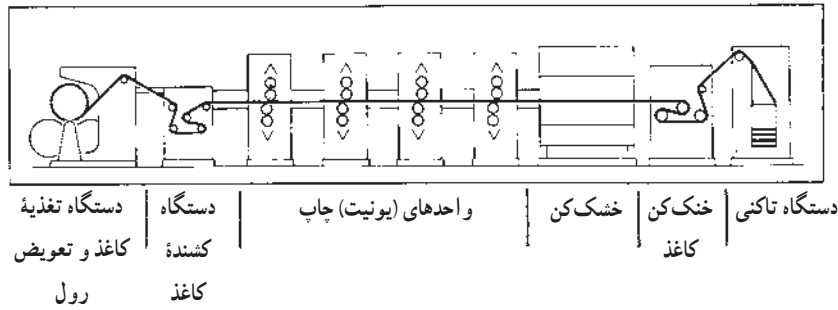 دستگاه تاکنی
خنک‌کن
کاغذ
خشک‌کن
واحدهای (یونیت) چاپ
دستگاه
کشندهٔ
کاغذ
دستگاه تغذیهٔ
کاغذ و تعویض
رول